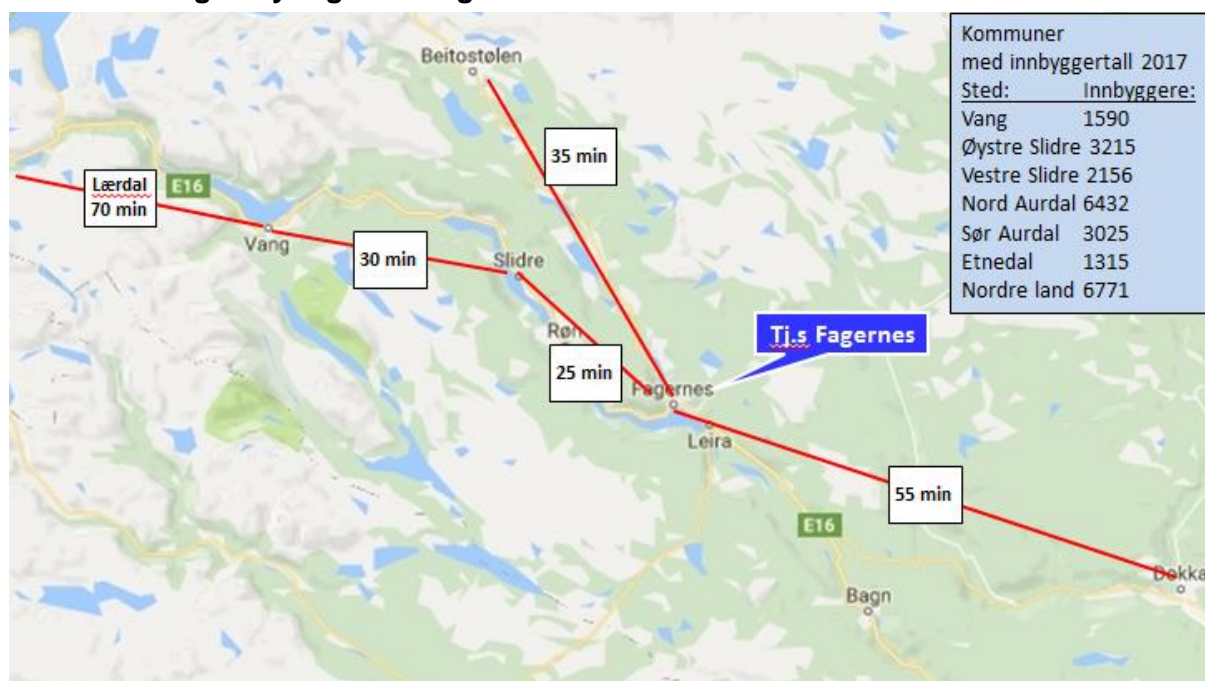 Kommuner
med innbyggertall 2017
Sted: Innbyggere:
Vang 1590
Øystre Slidre 3215
Vestre Slidre 2156
Nord Aurdal 6432
Sør Aurdal 3025
Etnedal 1315
Nordre land 6771
Beitostølen
35 min
Lærdal
70 min
E16
Vang
30 min
Slidre
Røn
25 min
Tj.s Fagernes
Fagernes
Leira
55 min
E16
Dokka
Bagn